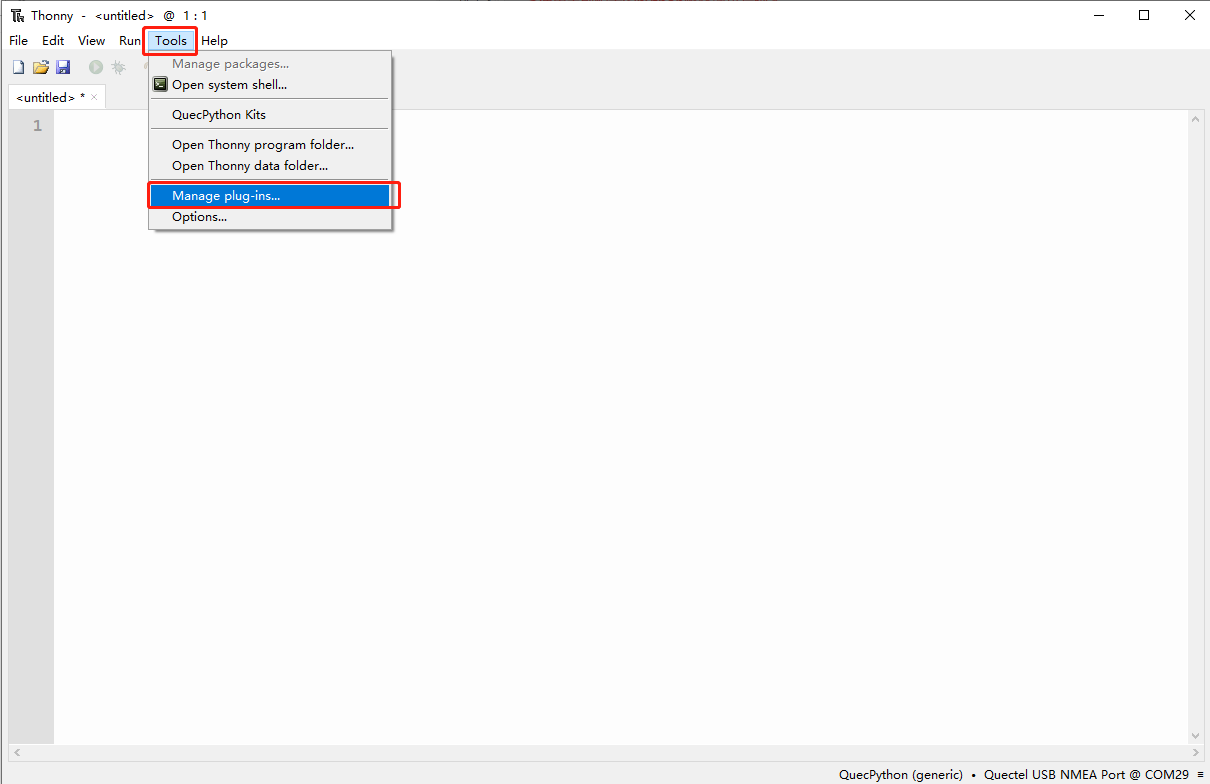 Thonny - <untitled> @ 1 : 1
File Edit View Run Tools Help
Manage packages...
Open system shell...
<untitled> * ×
QuecPython Kits
1
Open Thonny program folder...
Open Thonny data folder...
Manage plug-ins...
Options...
QuecPython (generic) • Quectel USB NMEA Port @ COM29 ≡